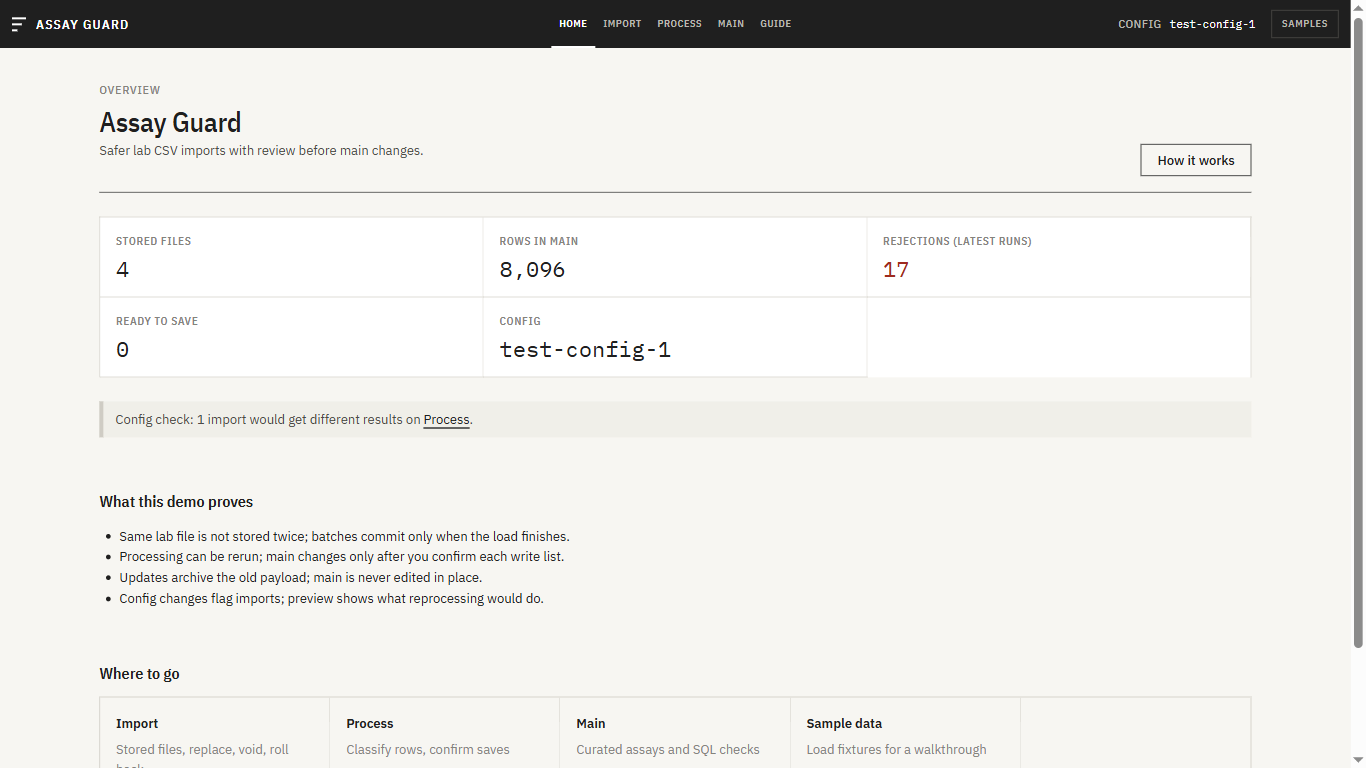 ASSAY GUARD
HOME IMPORT PROCESS MAIN GUIDE
CONFIG test-config-1 SAMPLES
OVERVIEW
Assay Guard
Safer lab CSV imports with review before main changes.
How it works
STORED FILES
4
ROWS IN MAIN
8,096
REJECTIONS (LATEST RUNS)
17
READY TO SAVE
0
CONFIG
test-config-1
Config check: 1 import would get different results on Process.
What this demo proves
Same lab file is not stored twice; batches commit only when the load finishes.
Processing can be rerun; main changes only after you confirm each write list.
Updates archive the old payload; main is never edited in place.
Config changes flag imports; preview shows what reprocessing would do.
Where to go
Import
Stored files, replace, void, roll
Process
Classify rows, confirm saves
Main
Curated assays and SQL checks
Sample data
Load fixtures for a walkthrough